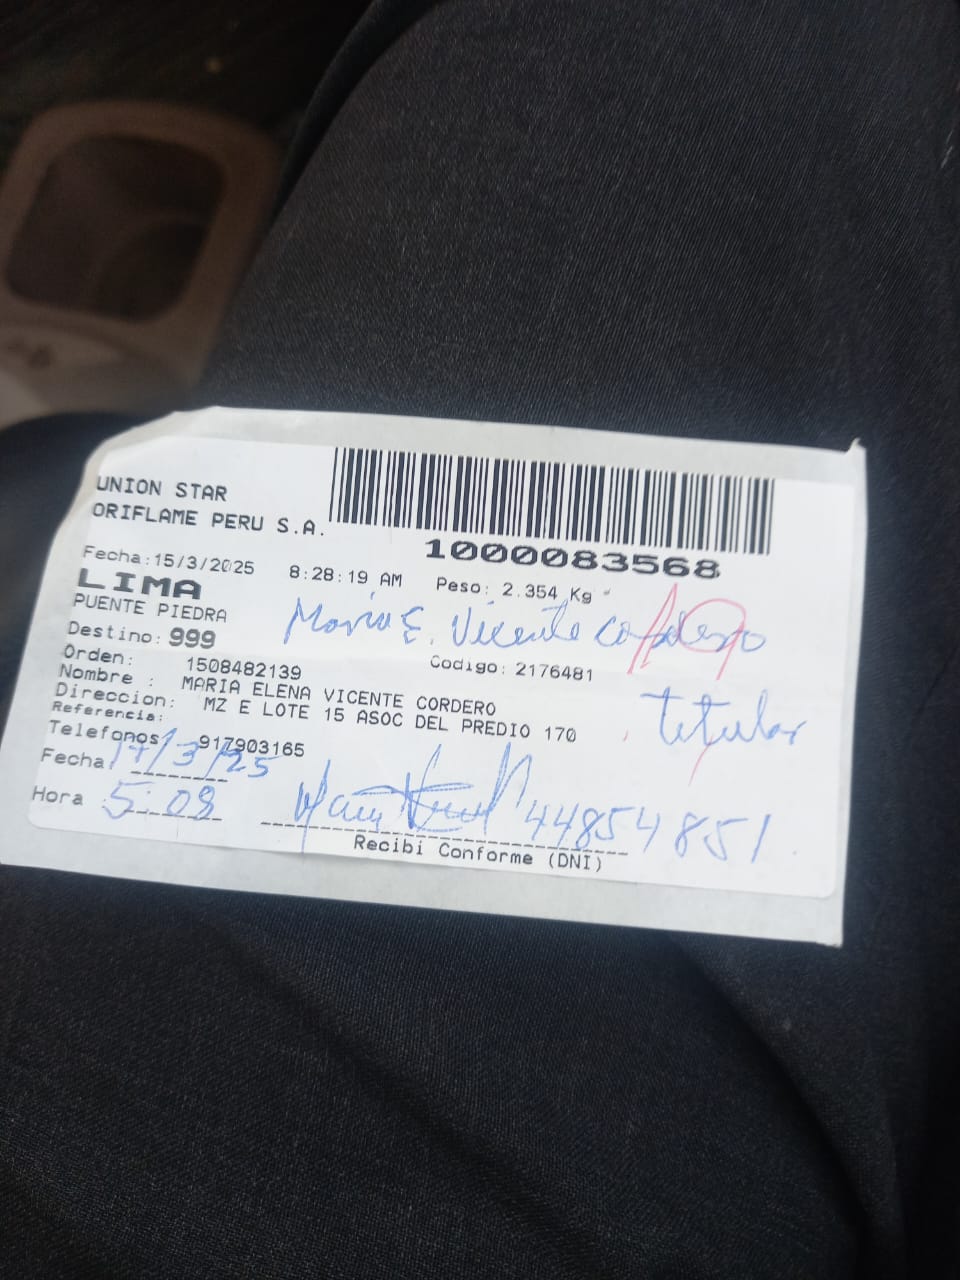 UNION STAR
ORIFLAME PERU S.A.
1000083568
Fecha:15/3/2025 8:28:19 AM Peso: 2.354 Kg
LIMA
PUENTE PIEDRA
Maria E. Vicente Cordero
Destino: 999
Orden: 1508482139 Codigo: 2176481
Nombre : MARIA ELENA VICENTE CORDERO
Direccion: MZ E LOTE 15 ASOC DEL PREDIO 170
titular
Referencia:
Telefonos 917903165
Fecha 17/3/25
Hora 5:09
44854851
Recibi Conforme (DNI)